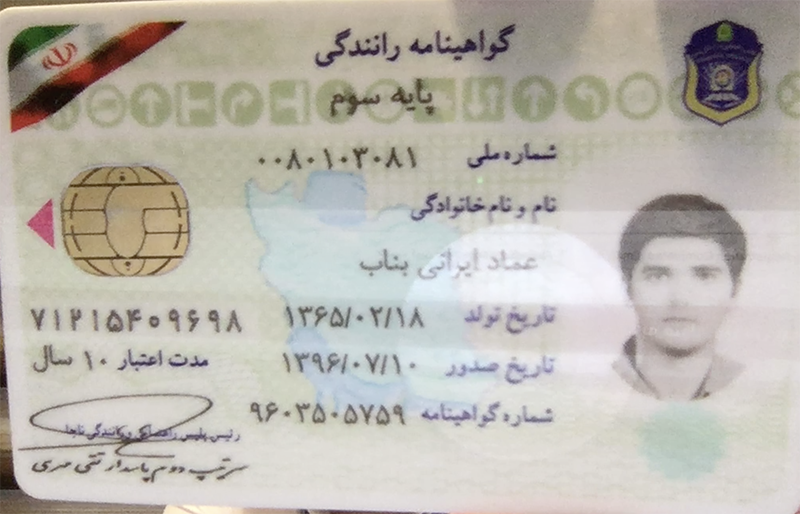 گواهینامه رانندگی
پایه سوم
شماره ملی ۰۰۸۰۱۰۳۰۸۱
نام و نام خانوادگی
عماد ایرانی بناب
تاریخ تولد ۱۳۶۵/۰۲/۱۸
۷۱۲۱۵۴۰۹۶۹۸
تاریخ صدور ۱۳۹۶/۰۷/۱۰
مدت اعتبار ۱۰ سال
شماره گواهینامه ۹۶۰۳۵۰۵۷۵۹
رئیس پلیس راهنمائی و رانندگی ناجا
سرتیپ دوم پاسدار تقی مهری